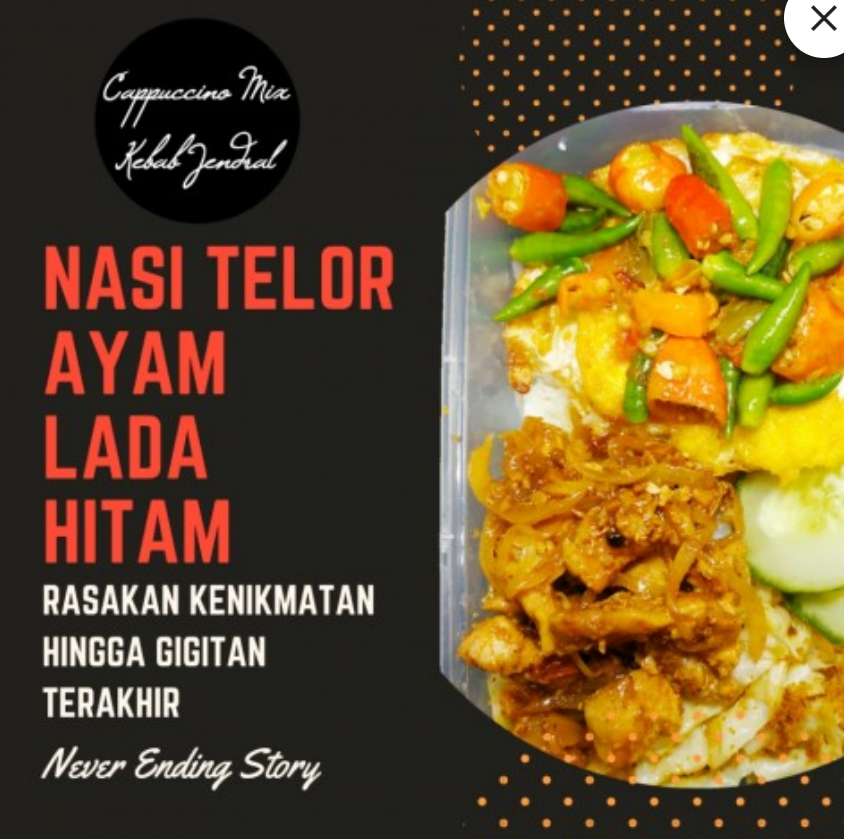 Cappuccino Mix
Kebab Jendral
NASI TELOR
AYAM
LADA
HITAM
RASAKAN KENIKMATAN
HINGGA GIGITAN
TERAKHIR
Never Ending Story